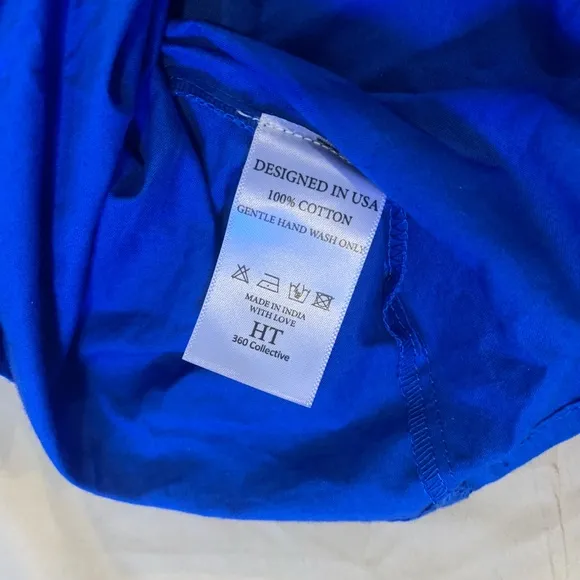 DESIGNED IN USA
100% COTTON
GENTLE HAND WASH ONLY
MADE IN INDIA
WITH LOVE
HT
360 Collective